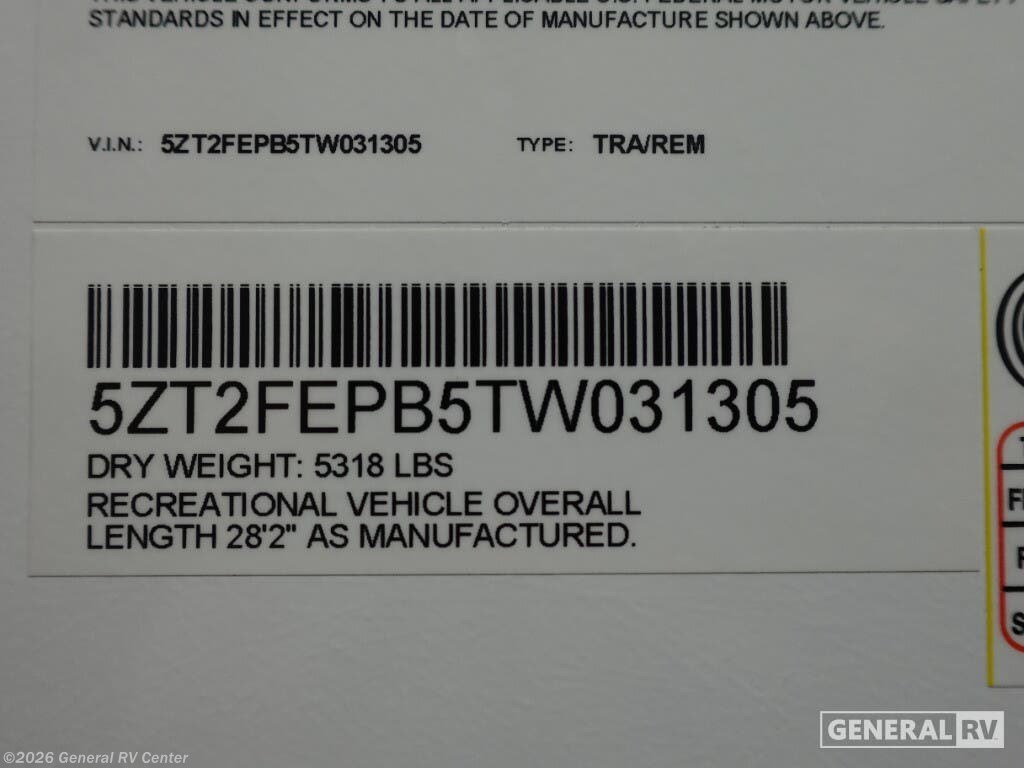 STANDARDS IN EFFECT ON THE DATE OF MANUFACTURE SHOWN ABOVE.
V.I.N.: 5ZT2FEPB5TW031305 TYPE: TRA/REM
5ZT2FEPB5TW031305
DRY WEIGHT: 5318 LBS
RECREATIONAL VEHICLE OVERALL
LENGTH 28'2" AS MANUFACTURED.
GENERAL RV
©2026 General RV Center